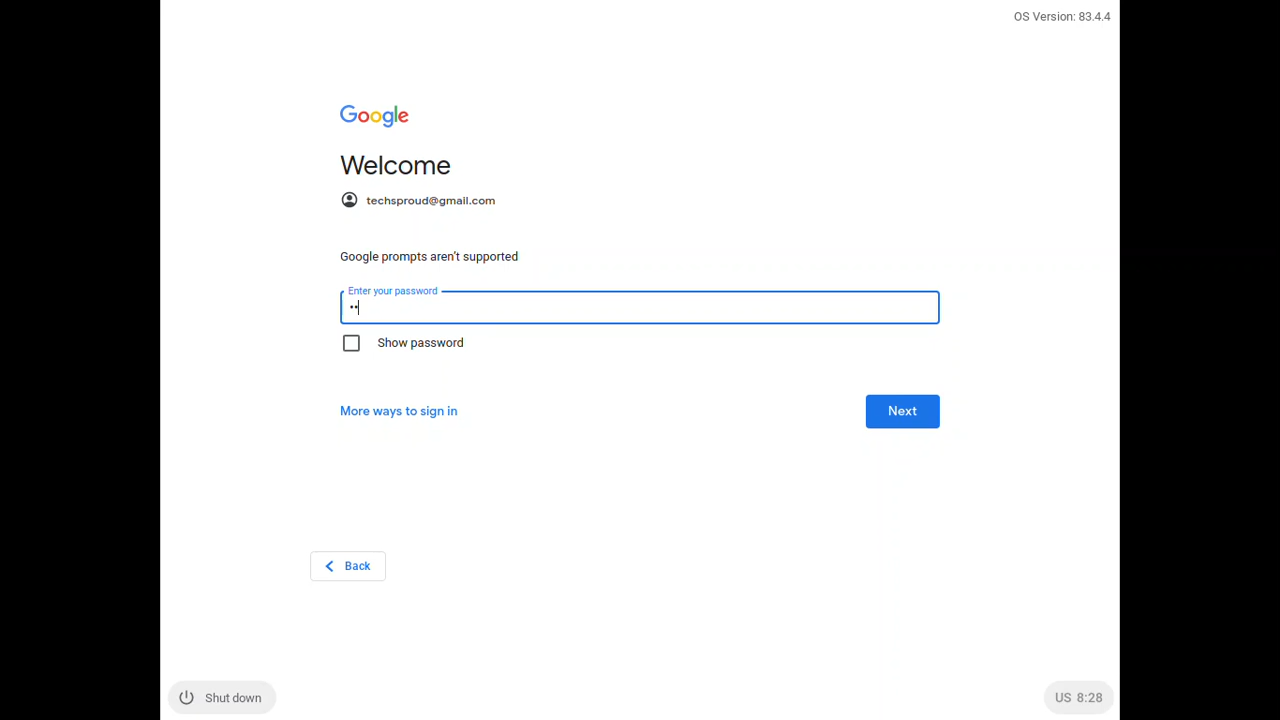 OS Version: 83.4.4
Google
Welcome
techsproud@gmail.com
Google prompts aren't supported
Enter your password
••
Show password
More ways to sign in
Next
Back
Shut down
US 8:28